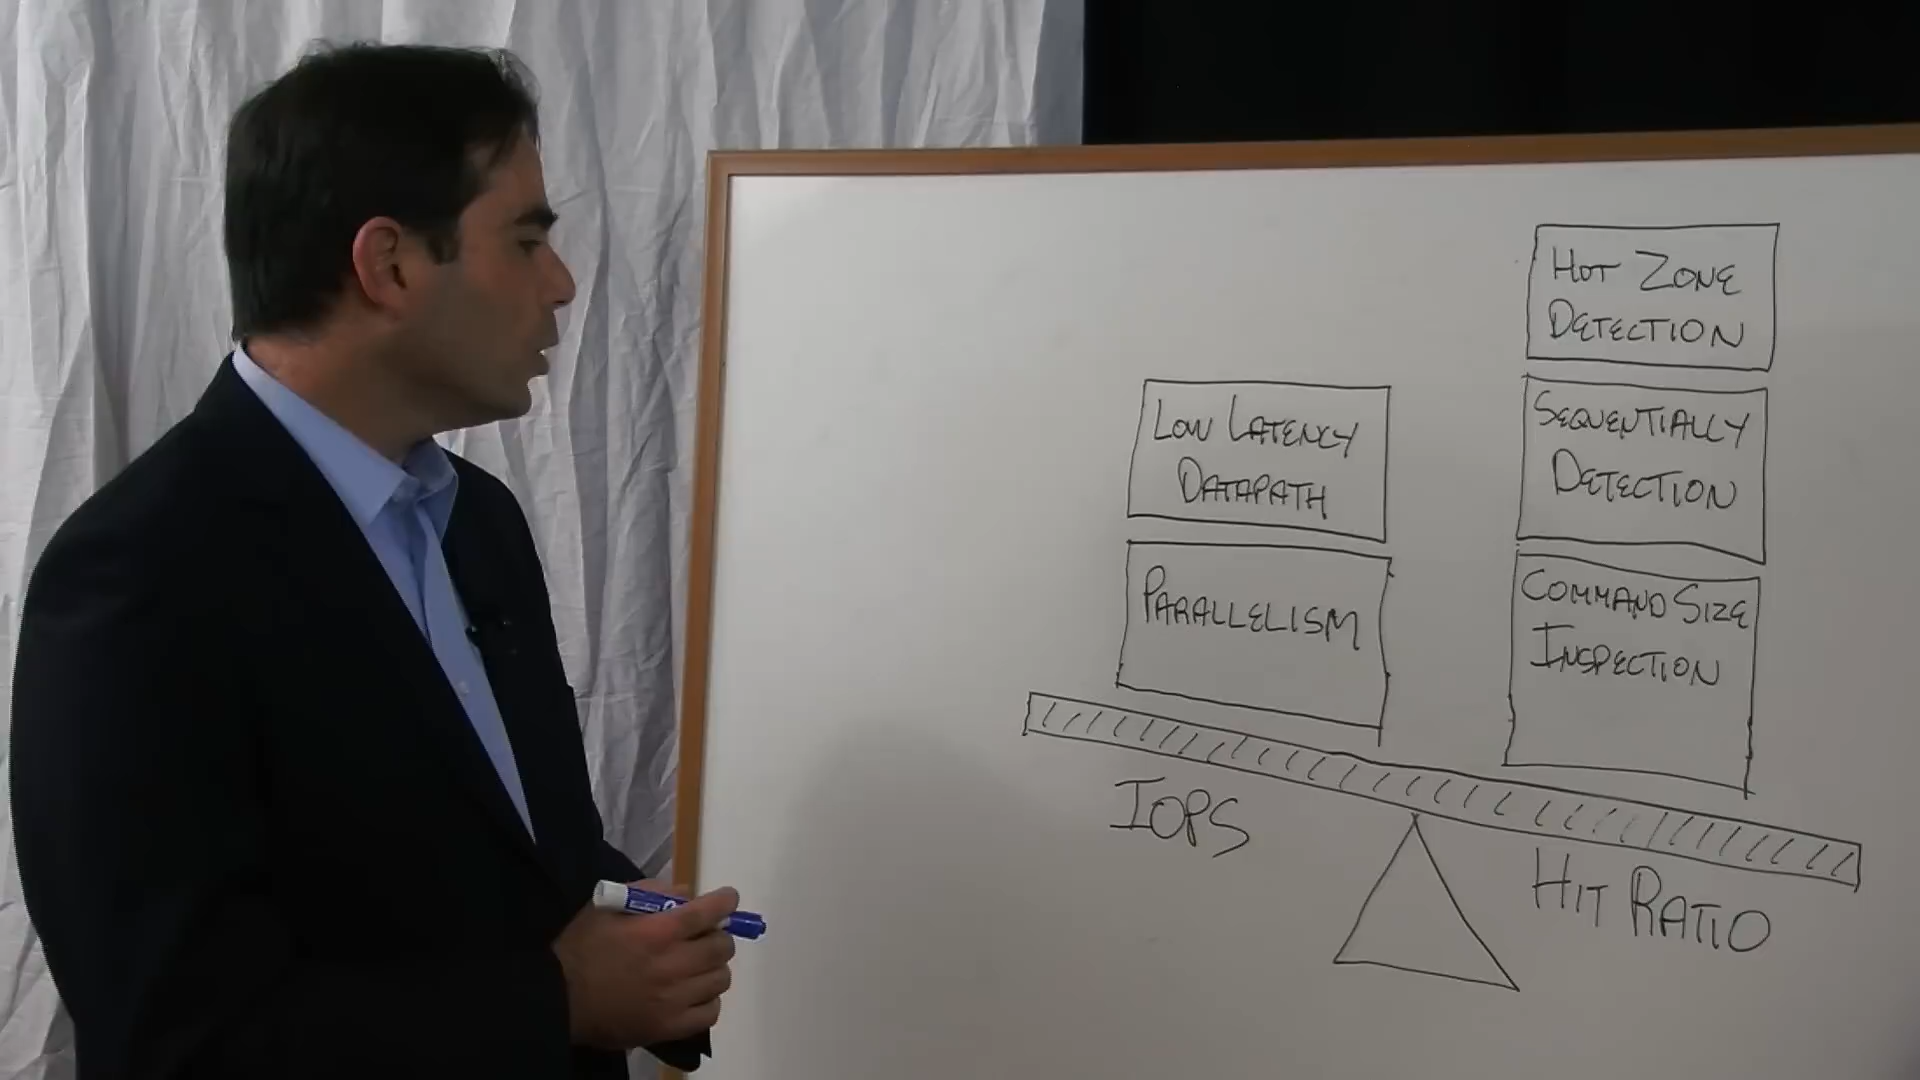 Hot Zone
Detection
Low Latency
Datapath
Sequentially
Detection
Parallelism
Command Size
Inspection
IOPS
Hit Ratio